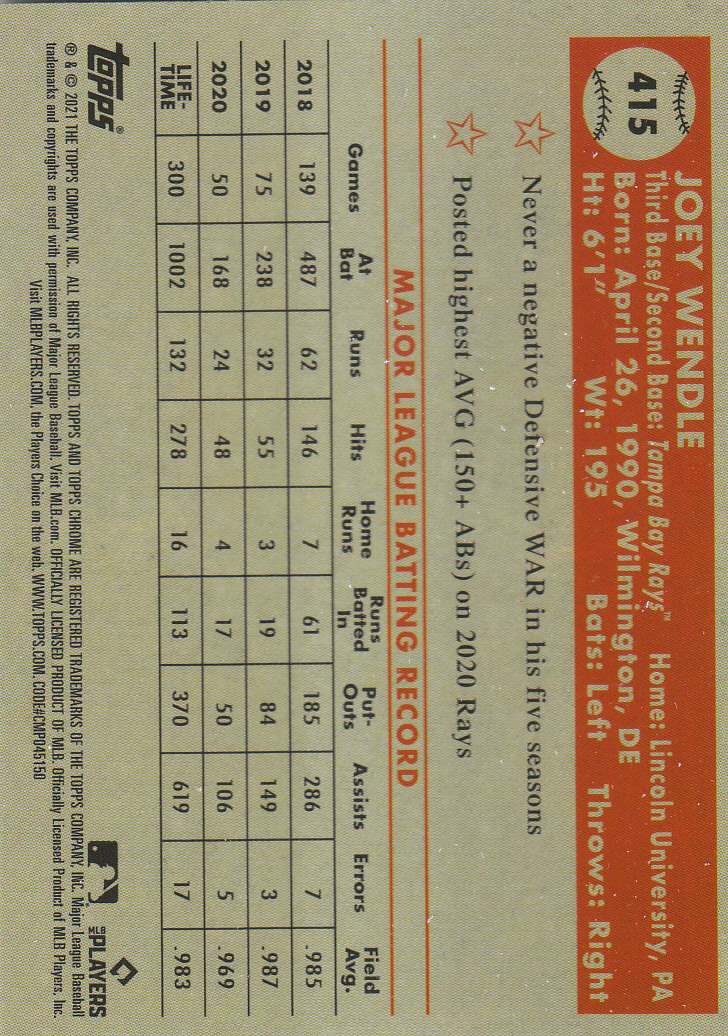 415
JOEY WENDLE
Third Base/Second Base: Tampa Bay Rays™ Home: Lincoln University, PA
Born: April 26, 1990, Wilmington, DE
Ht: 6'1" Wt: 195 Bats: Left Throws: Right
Never a negative Defensive WAR in his five seasons
Posted highest AVG (150+ ABs) on 2020 Rays
MAJOR LEAGUE BATTING RECORD
Games At Bat Runs Hits Home Runs Runs Batted In Put-Outs Assists Errors Field Avg.
2018 139 487 62 146 7 61 185 286 7 .985
2019 75 238 32 55 3 19 84 149 3 .987
2020 50 168 24 48 4 17 50 106 5 .969
LIFE-TIME 300 1002 132 278 16 113 370 619 17 .983
topps®
MLB PLAYERS
® & © 2021 THE TOPPS COMPANY, INC. ALL RIGHTS RESERVED. TOPPS AND TOPPS CHROME ARE REGISTERED TRADEMARKS OF THE TOPPS COMPANY, INC. Major League Baseball
trademarks and copyrights are used with permission of Major League Baseball. Visit MLB.com. OFFICIALLY LICENSED PRODUCT OF MLB. Officially Licensed Product of MLB Players, Inc.
Visit MLBPLAYERS.COM, the Players Choice on the web. WWW.TOPPS.COM. CODE#CMP045150